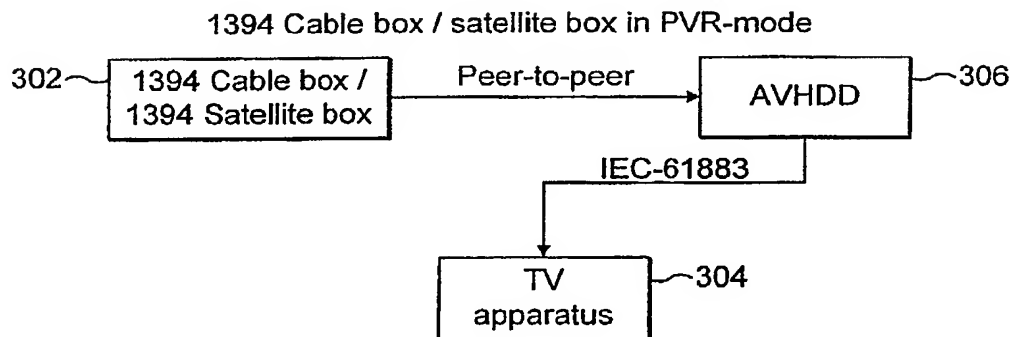 1394 Cable box / satellite box in PVR-mode
302
1394 Cable box /
1394 Satellite box
Peer-to-peer
AVHDD
306
IEC-61883
TV
apparatus
304